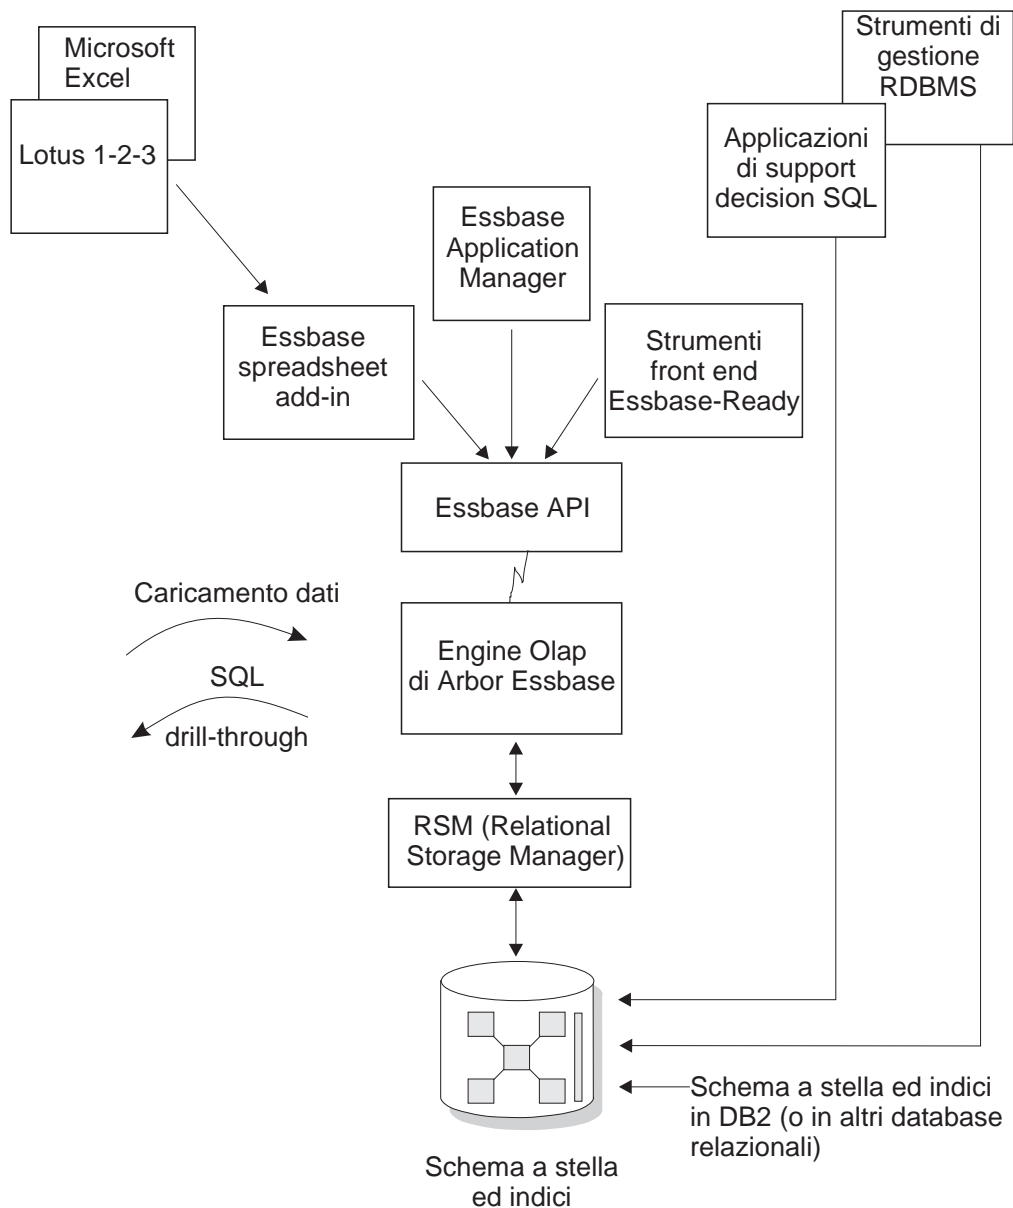 Microsoft
Excel
Lotus 1-2-3
Strumenti di
gestione
RDBMS
Applicazioni
di support
decision SQL
Essbase
Application
Manager
Essbase
spreadsheet
add-in
Strumenti
front end
Essbase-Ready
Essbase API
Caricamento dati
SQL
drill-through
Engine Olap
di Arbor Essbase
RSM (Relational
Storage Manager)
Schema a stella ed indici
in DB2 (o in altri database
relazionali)
Schema a stella
ed indici